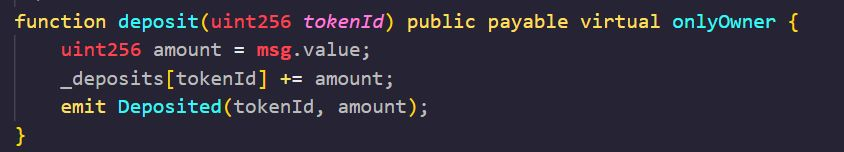 function deposit(uint256 tokenId) public payable virtual onlyOwner {
    uint256 amount = msg.value;
    _deposits[tokenId] += amount;
    emit Deposited(tokenId, amount);
}